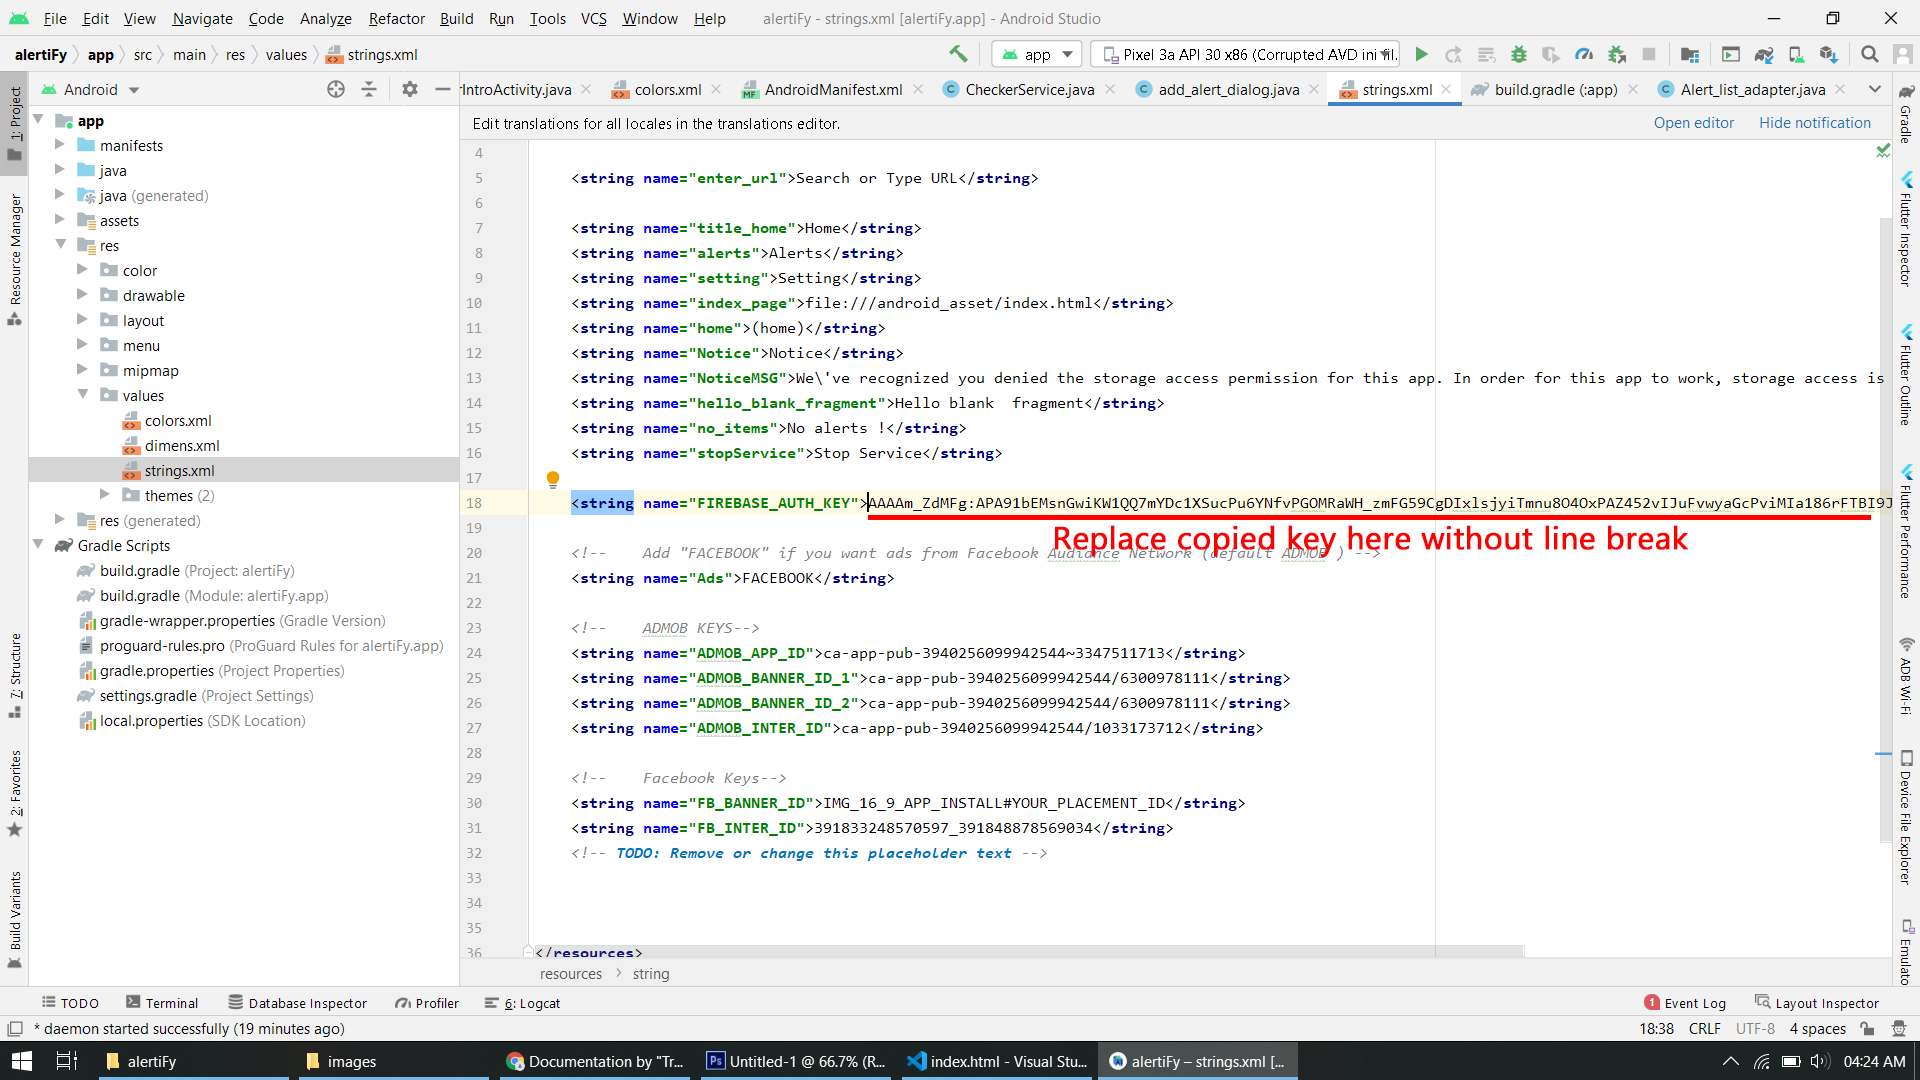 File Edit View Navigate Code Analyze Refactor Build Run Tools VCS Window Help alertiFy - strings.xml [alertiFy.app] - Android Studio
alertiFy app src main res values strings.xml app Pixel 3a API 30 x86 (Corrupted AVD ini fil.
Android IntroActivity.java colors.xml AndroidManifest.xml CheckerService.java add_alert_dialog.java strings.xml build.gradle (:app) Alert_list_adapter.java
Edit translations for all locales in the translations editor. Open editor Hide notification
1: Project
Resource Manager
7: Structure
2: Favorites
Build Variants
app
manifests
java
java (generated)
assets
res
color
drawable
layout
menu
mipmap
values
colors.xml
dimens.xml
strings.xml
themes (2)
res (generated)
Gradle Scripts
build.gradle (Project: alertiFy)
build.gradle (Module: alertiFy.app)
gradle-wrapper.properties (Gradle Version)
proguard-rules.pro (ProGuard Rules for alertiFy.app)
gradle.properties (Project Properties)
settings.gradle (Project Settings)
local.properties (SDK Location)
4
5 <string name="enter_url">Search or Type URL</string>
6
7 <string name="title_home">Home</string>
8 <string name="alerts">Alerts</string>
9 <string name="setting">Setting</string>
10 <string name="index_page">file:///android_asset/index.html</string>
11 <string name="home">(home)</string>
12 <string name="Notice">Notice</string>
13 <string name="NoticeMSG">We\'ve recognized you denied the storage access permission for this app. In order for this app to work, storage access is
14 <string name="hello_blank_fragment">Hello blank  fragment</string>
15 <string name="no_items">No alerts !</string>
16 <string name="stopService">Stop Service</string>
17
18 <string name="FIREBASE_AUTH_KEY">AAAAm_ZdMFg:APA91bEMsnGwiKW1QQ7mYDc1XSucPu6YNfvPGOMRaWH_zmFG59CgDIxlsjyiTmnu8O4OxPAZ452vIJuFvwyaGcPviMIa186rFTBI9J
19
Replace copied key here without line break
20 <!-- Add "FACEBOOK" if you want ads from Facebook Audiance Network (default ADMOB ) -->
21 <string name="Ads">FACEBOOK</string>
22
23 <!-- ADMOB KEYS-->
24 <string name="ADMOB_APP_ID">ca-app-pub-3940256099942544~3347511713</string>
25 <string name="ADMOB_BANNER_ID_1">ca-app-pub-3940256099942544/6300978111</string>
26 <string name="ADMOB_BANNER_ID_2">ca-app-pub-3940256099942544/6300978111</string>
27 <string name="ADMOB_INTER_ID">ca-app-pub-3940256099942544/1033173712</string>
28
29 <!-- Facebook Keys-->
30 <string name="FB_BANNER_ID">IMG_16_9_APP_INSTALL#YOUR_PLACEMENT_ID</string>
31 <string name="FB_INTER_ID">391833248570597_391848878569034</string>
32 <!-- TODO: Remove or change this placeholder text -->
33
34
35
36 </resources>
resources string
Gradle
Flutter Inspector
Flutter Outline
Flutter Performance
ADB Wi-Fi
Device File Explorer
Emulato
TODO Terminal Database Inspector Profiler 6: Logcat 1 Event Log Layout Inspector
* daemon started successfully (19 minutes ago) 18:38 CRLF UTF-8 4 spaces
alertiFy images Documentation by "Tr... Ps Untitled-1 @ 66.7% (R... index.html - Visual Stu... alertiFy – strings.xml [... 04:24 AM